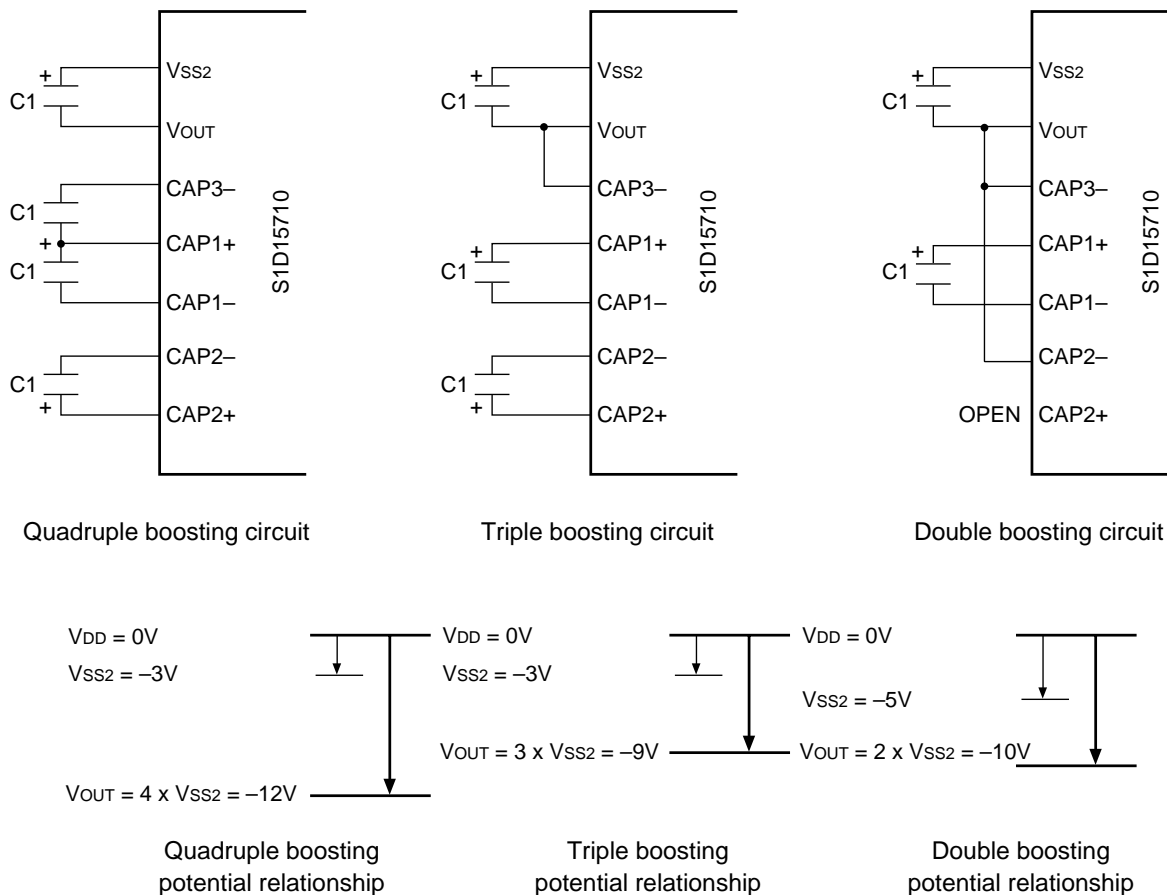 +
C1
VSS2
VOUT
C1
+
C1
CAP3–
CAP1+
CAP1–
CAP2–
C1
+
CAP2+
S1D15710
Quadruple boosting circuit
+
C1
VSS2
VOUT
CAP3–
+
C1
CAP1+
CAP1–
CAP2–
C1
+
CAP2+
S1D15710
Triple boosting circuit
+
C1
VSS2
VOUT
CAP3–
+
C1
CAP1+
CAP1–
CAP2–
OPEN
CAP2+
S1D15710
Double boosting circuit
VDD = 0V
VSS2 = –3V
VOUT = 4 x VSS2 = –12V
Quadruple boosting
potential relationship
VDD = 0V
VSS2 = –3V
VOUT = 3 x VSS2 = –9V
Triple boosting
potential relationship
VDD = 0V
VSS2 = –5V
VOUT = 2 x VSS2 = –10V
Double boosting
potential relationship